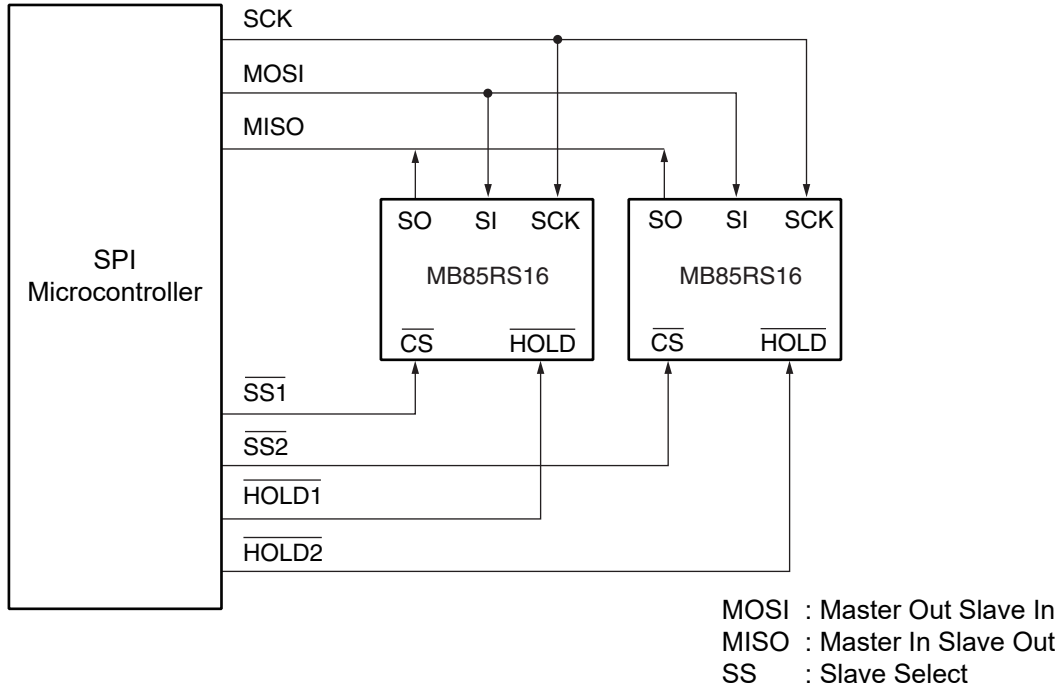 SCK
MOSI
MISO
SPI
Microcontroller
SO SI SCK
MB85RS16
CS HOLD
SO SI SCK
MB85RS16
CS HOLD
SS1
SS2
HOLD1
HOLD2
MOSI : Master Out Slave In
MISO : Master In Slave Out
SS : Slave Select